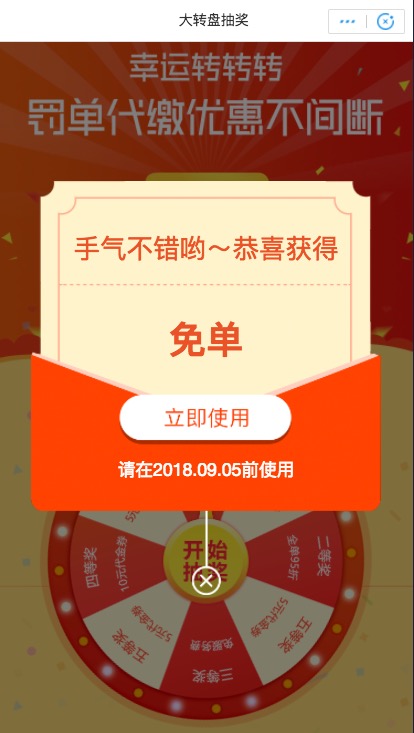 大转盘抽奖
幸运转转转
罚单代缴优惠不间断
手气不错哟～恭喜获得
免单
立即使用
请在2018.09.05前使用
开始
抽奖
四等奖
10元代金券
二等奖
全单95折
五等奖
5元代金券
五等奖
5元代金券
三等奖
免服务费